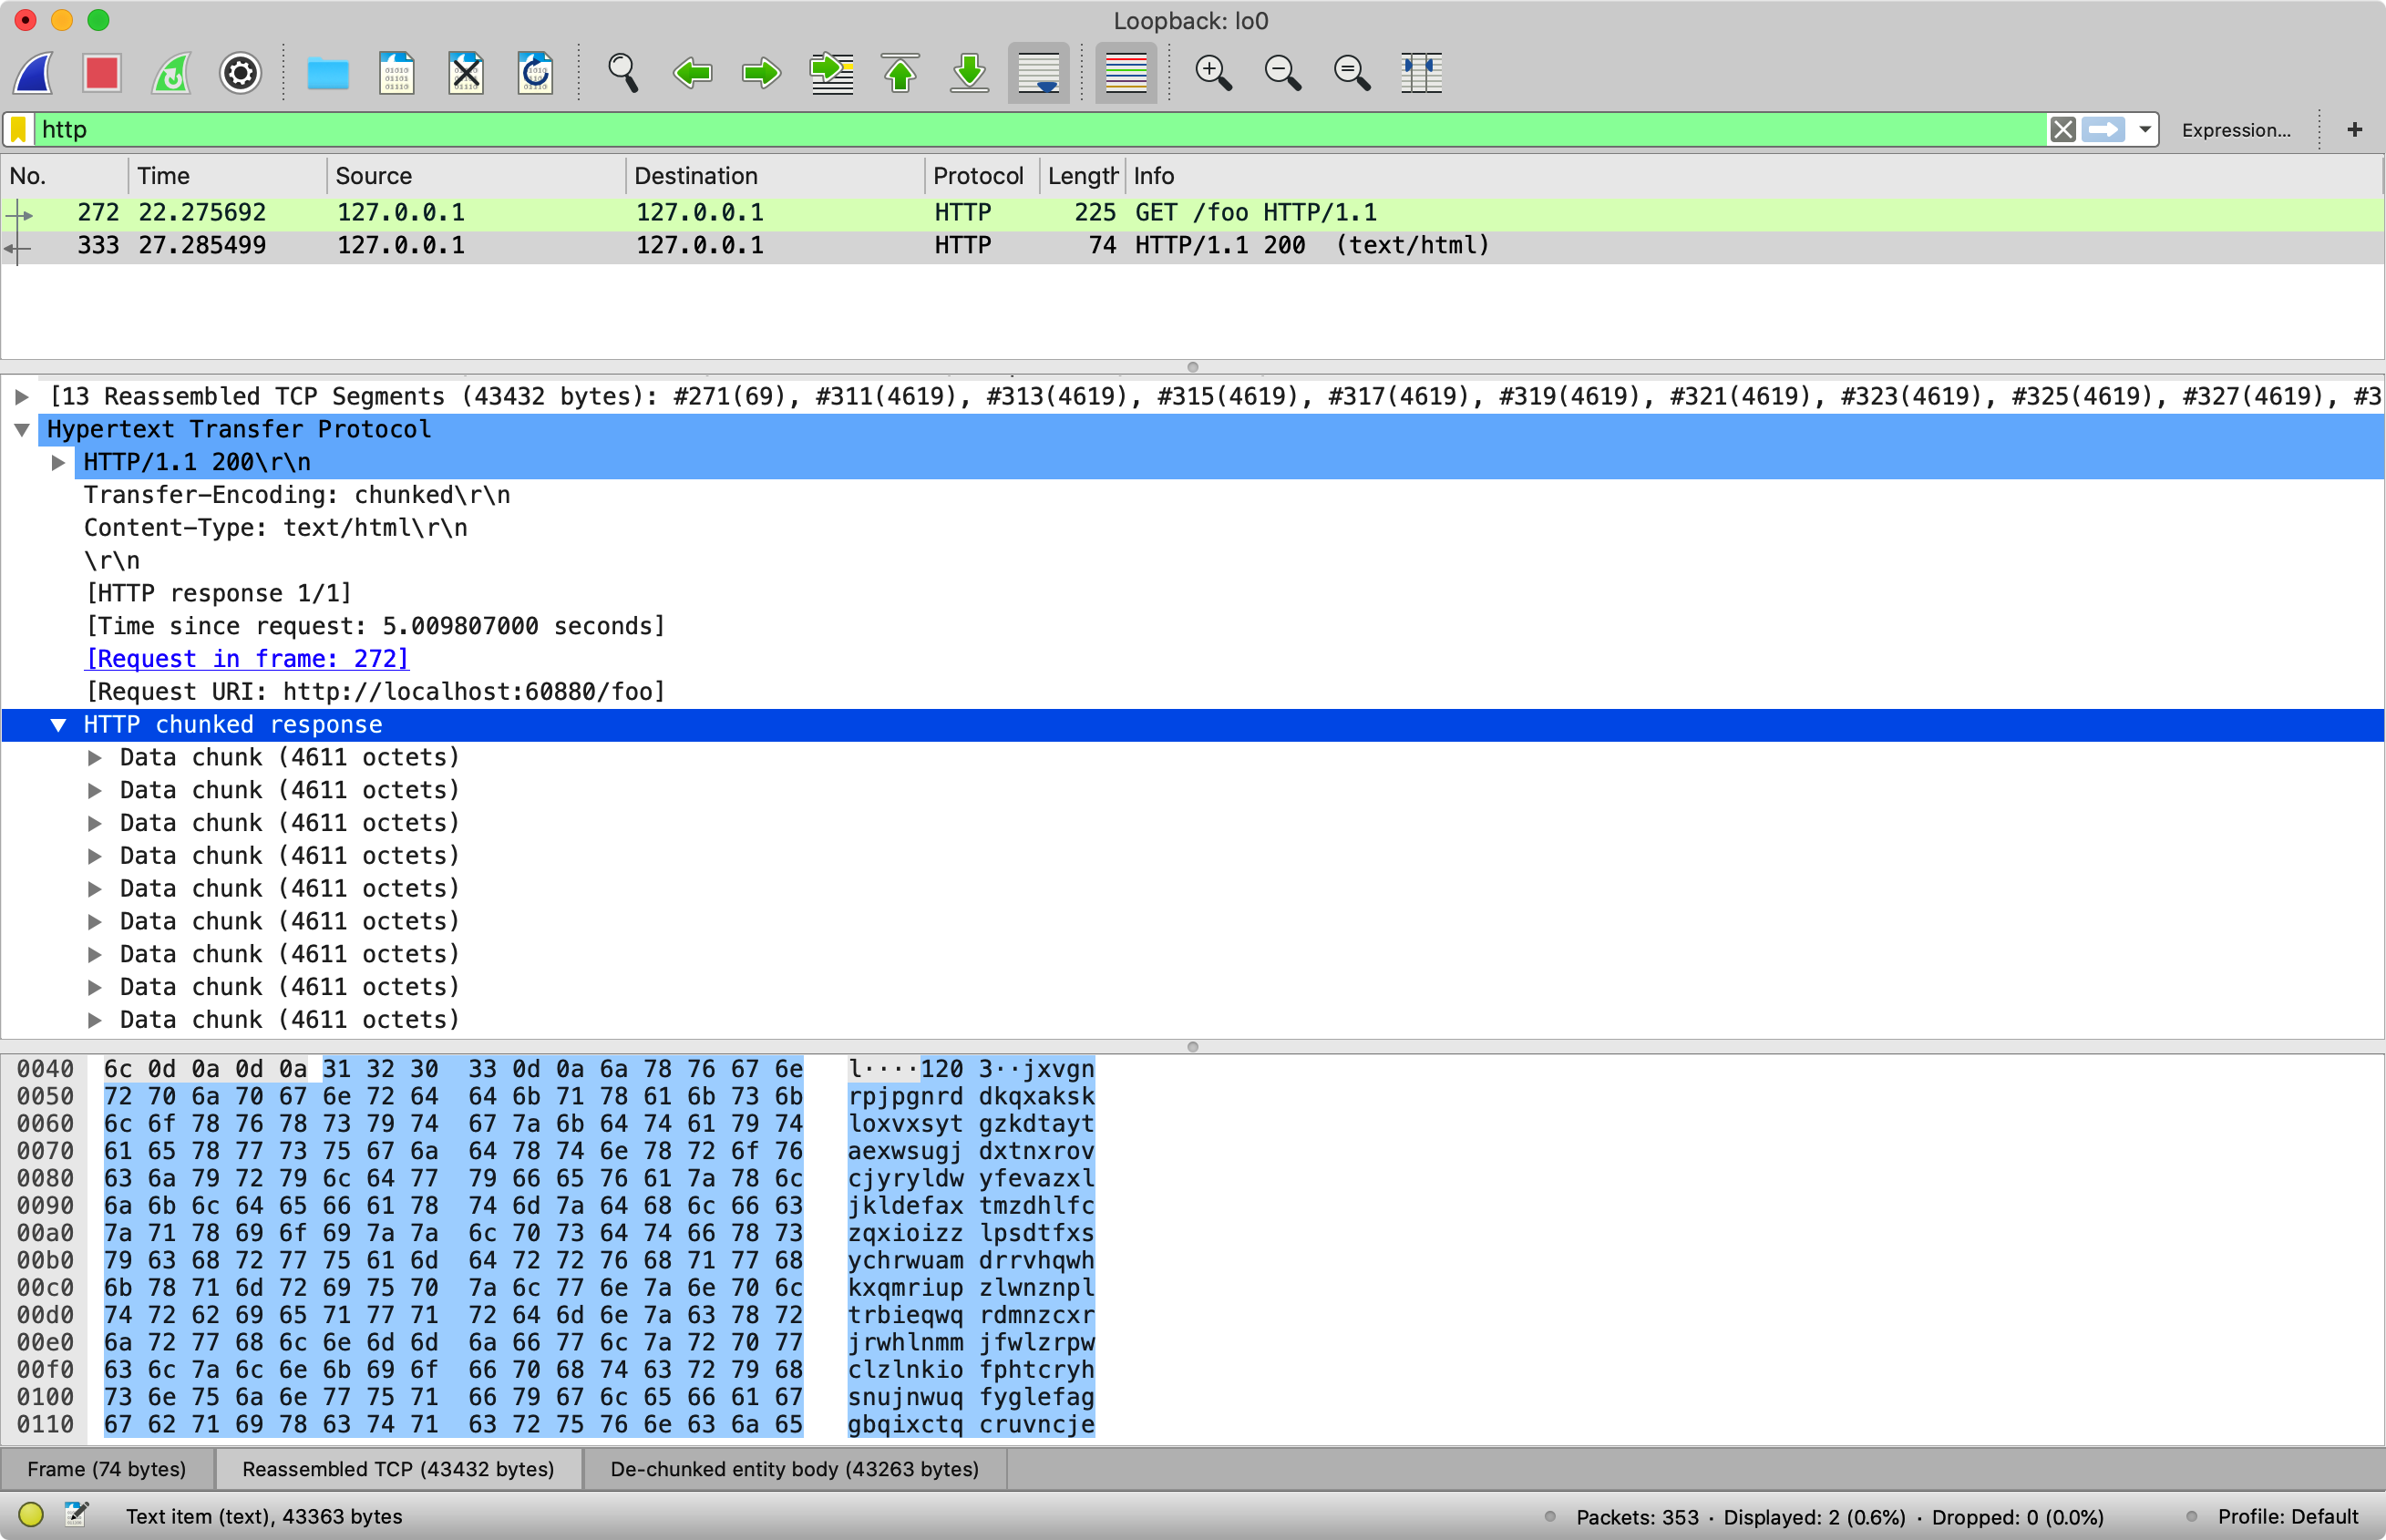 Loopback: lo0
http
Expression...
+
No. Time Source Destination Protocol Length Info
272 22.275692 127.0.0.1 127.0.0.1 HTTP 225 GET /foo HTTP/1.1
333 27.285499 127.0.0.1 127.0.0.1 HTTP 74 HTTP/1.1 200  (text/html)
[13 Reassembled TCP Segments (43432 bytes): #271(69), #311(4619), #313(4619), #315(4619), #317(4619), #319(4619), #321(4619), #323(4619), #325(4619), #327(4619), #3
Hypertext Transfer Protocol
HTTP/1.1 200\r\n
Transfer-Encoding: chunked\r\n
Content-Type: text/html\r\n
\r\n
[HTTP response 1/1]
[Time since request: 5.009807000 seconds]
[Request in frame: 272]
[Request URI: http://localhost:60880/foo]
HTTP chunked response
Data chunk (4611 octets)
Data chunk (4611 octets)
Data chunk (4611 octets)
Data chunk (4611 octets)
Data chunk (4611 octets)
Data chunk (4611 octets)
Data chunk (4611 octets)
Data chunk (4611 octets)
Data chunk (4611 octets)
0040 6c 0d 0a 0d 0a 31 32 30 33 0d 0a 6a 78 76 67 6e l····120 3··jxvgn
0050 72 70 6a 70 67 6e 72 64 64 6b 71 78 61 6b 73 6b rpjpgnrd dkqxaksk
0060 6c 6f 78 76 78 73 79 74 67 7a 6b 64 74 61 79 74 loxvxsyt gzkdtayt
0070 61 65 78 77 73 75 67 6a 64 78 74 6e 78 72 6f 76 aexwsugj dxtnxrov
0080 63 6a 79 72 79 6c 64 77 79 66 65 76 61 7a 78 6c cjyryldw yfevazxl
0090 6a 6b 6c 64 65 66 61 78 74 6d 7a 64 68 6c 66 63 jkldefax tmzdhlfc
00a0 7a 71 78 69 6f 69 7a 7a 6c 70 73 64 74 66 78 73 zqxioizz lpsdtfxs
00b0 79 63 68 72 77 75 61 6d 64 72 72 76 68 71 77 68 ychrwuam drrvhqwh
00c0 6b 78 71 6d 72 69 75 70 7a 6c 77 6e 7a 6e 70 6c kxqmriup zlwnznpl
00d0 74 72 62 69 65 71 77 71 72 64 6d 6e 7a 63 78 72 trbieqwq rdmnzcxr
00e0 6a 72 77 68 6c 6e 6d 6d 6a 66 77 6c 7a 72 70 77 jrwhlnmm jfwlzrpw
00f0 63 6c 7a 6c 6e 6b 69 6f 66 70 68 74 63 72 79 68 clzlnkio fphtcryh
0100 73 6e 75 6a 6e 77 75 71 66 79 67 6c 65 66 61 67 snujnwuq fyglefag
0110 67 62 71 69 78 63 74 71 63 72 75 76 6e 63 6a 65 gbqixctq cruvncje
Frame (74 bytes) Reassembled TCP (43432 bytes) De-chunked entity body (43263 bytes)
Text item (text), 43363 bytes Packets: 353 · Displayed: 2 (0.6%) · Dropped: 0 (0.0%) Profile: Default